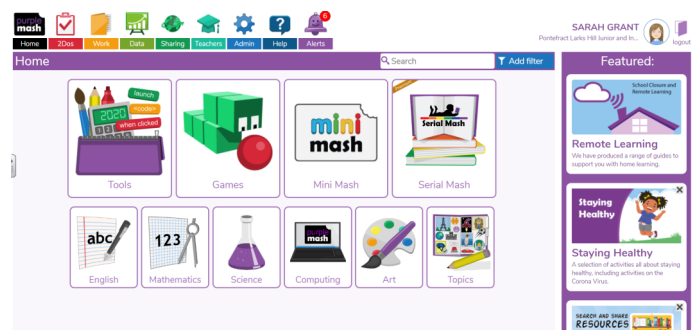 purple
mash
6
Home
2Dos
Work
Data
Sharing
Teachers
Admin
Help
Alerts
SARAH GRANT
Pontefract Larks Hill Junior and In...
logout
Home
Search
Add filter
Featured:
launch
<code>
2020
when clicked
Tools
Games
mini
mash
Mini Mash
Serial Mash
Serial Mash
School Closure and
Remote Learning
Remote Learning
We have produced a range of guides to
support you with home learning.
abc
English
123
Mathematics
Science
purple
mash
Computing
Art
Topics
Staying
Healthy
Staying Healthy
A selection of activities all about staying
healthy, including activities on the
Corona Virus.
SEARCH AND SHARE
RESOURCES